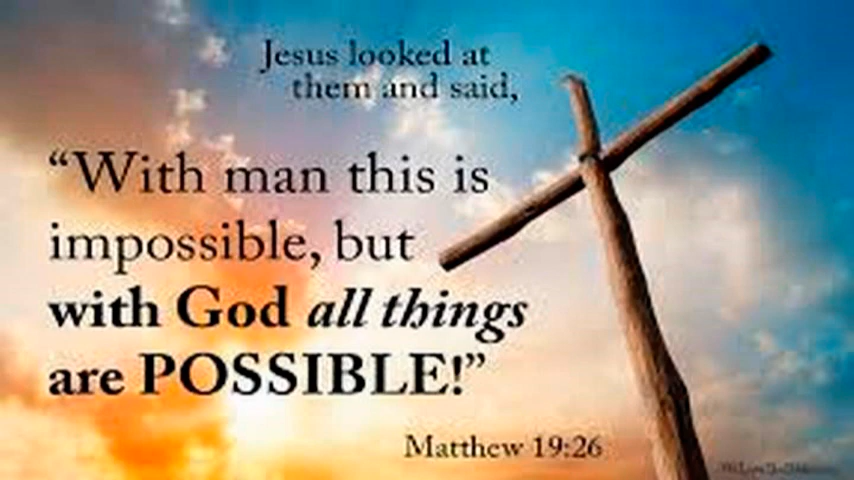 Jesus looked at
them and said,
“With man this is
impossible, but
with God all things
are POSSIBLE!”
Matthew 19:26